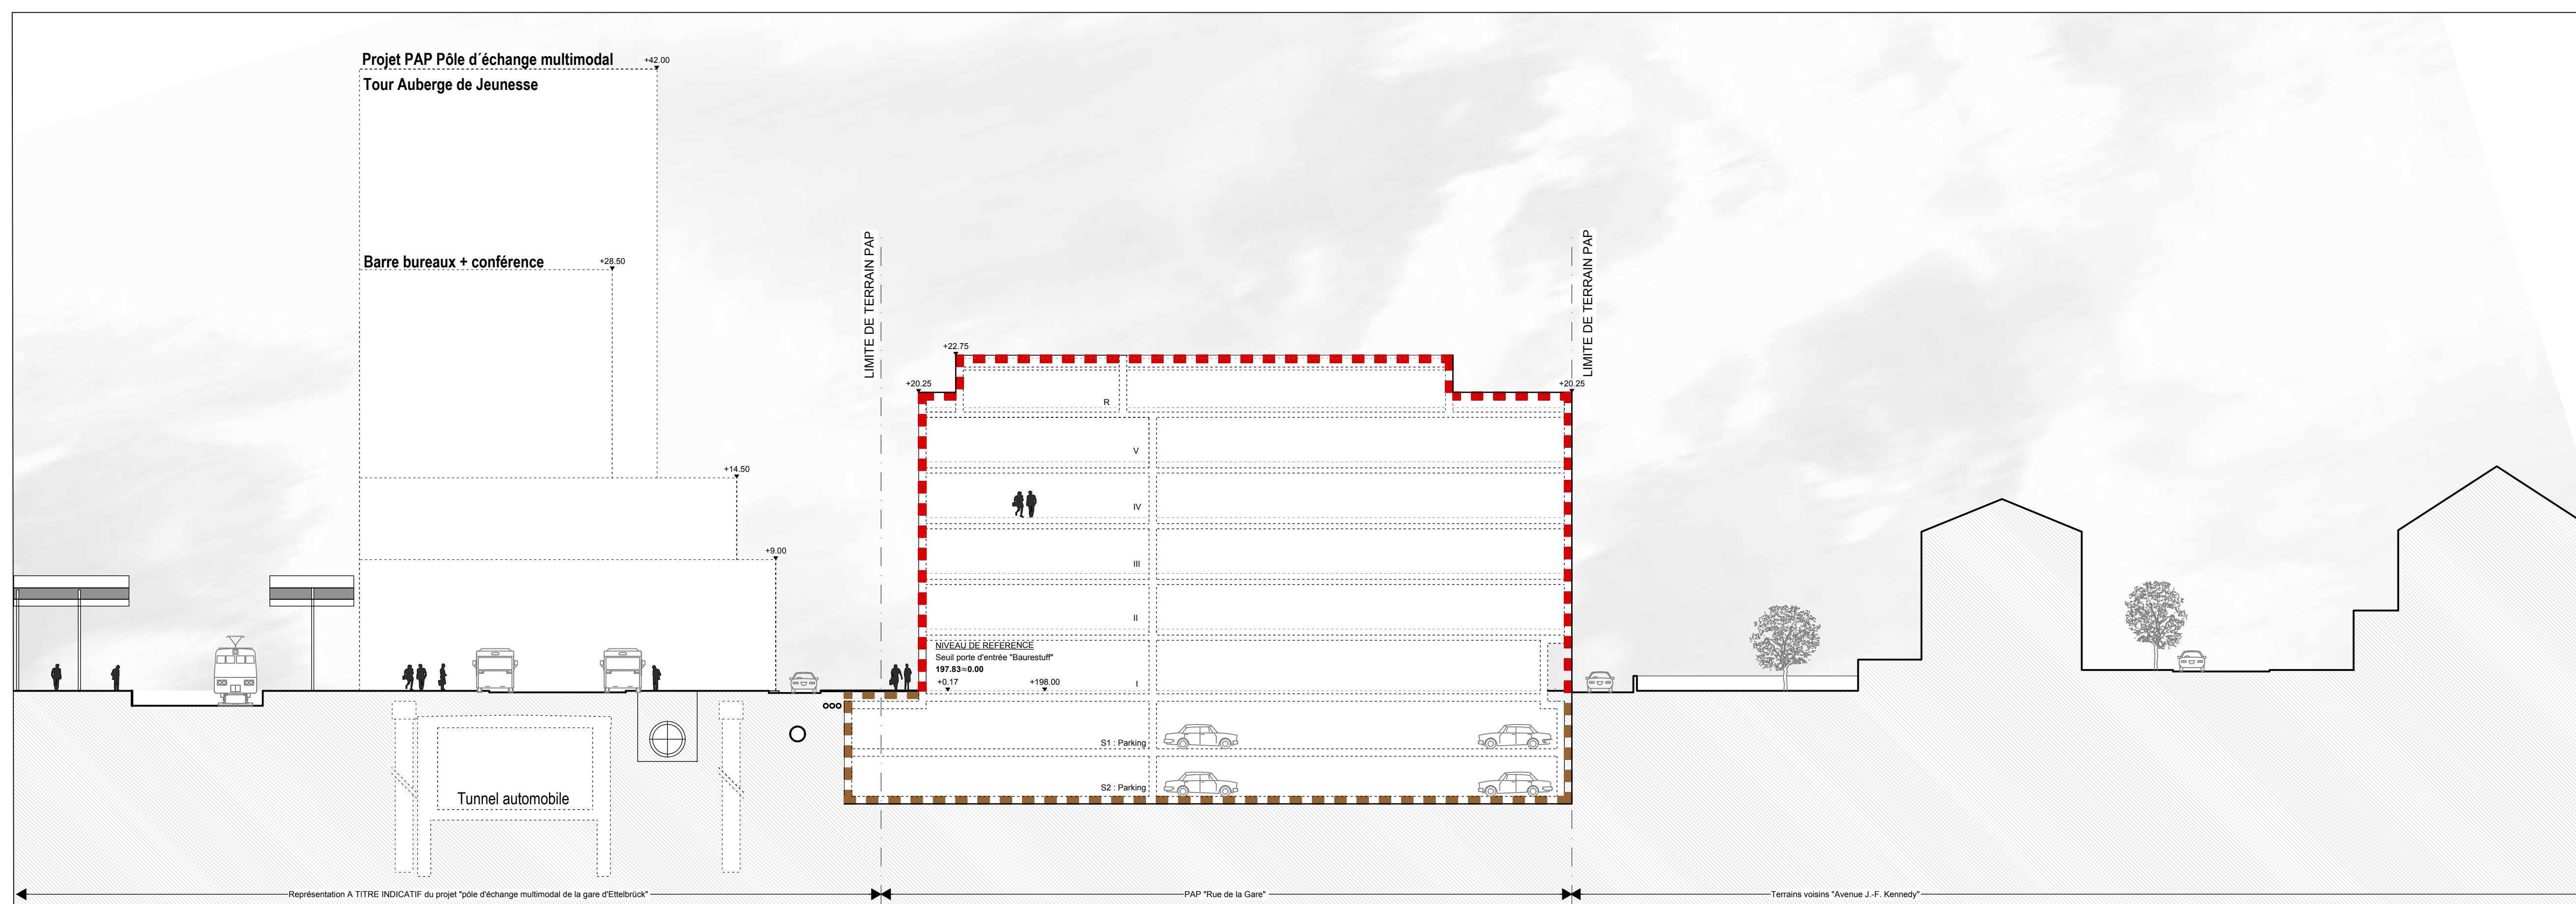 Projet PAP Pôle d´échange multimodal
+42.00
Tour Auberge de Jeunesse
Barre bureaux + conférence
+28.50
+14.50
+9.00
LIMITE DE TERRAIN PAP
LIMITE DE TERRAIN PAP
+22.75
+20.25
+20.25
R
V
IV
III
II
NIVEAU DE REFERENCE
Seuil porte d'entrée "Baurestuff"
197.83=0.00
+0.17
+198.00
I
S1 : Parking
S2 : Parking
Tunnel automobile
Représentation A TITRE INDICATIF du projet "pôle d'échange multimodal de la gare d'Ettelbrück"
PAP "Rue de la Gare"
Terrains voisins "Avenue J.-F. Kennedy"